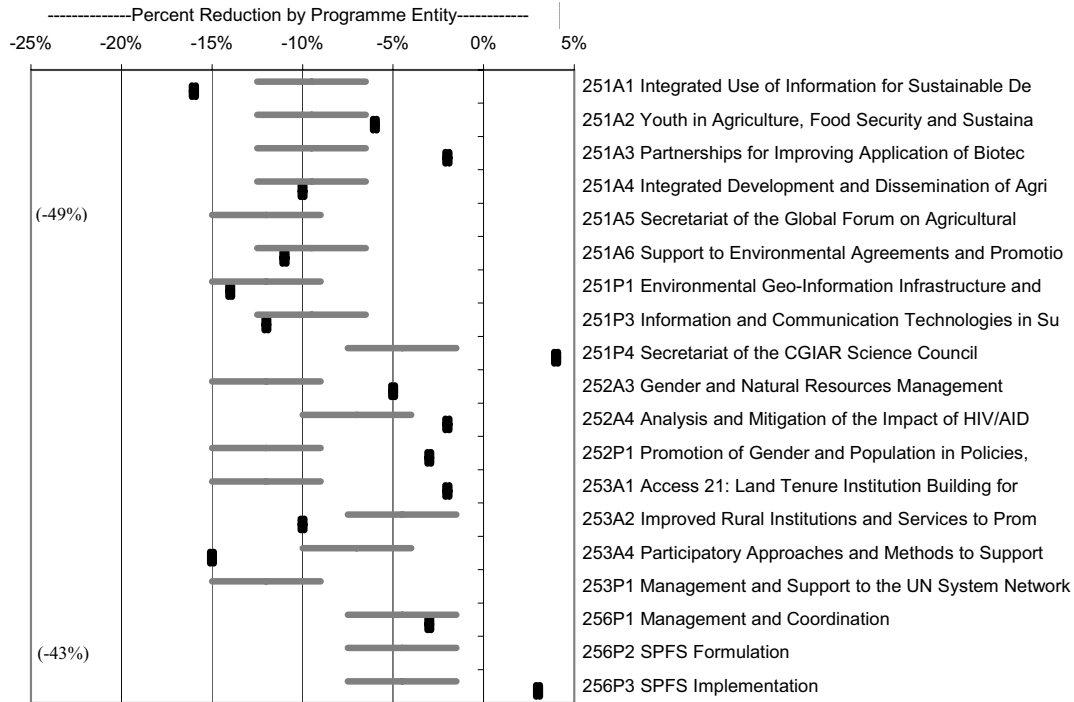 --------------Percent Reduction by Programme Entity------------
-25% -20% -15% -10% -5% 0% 5%
251A1 Integrated Use of Information for Sustainable De
251A2 Youth in Agriculture, Food Security and Sustaina
251A3 Partnerships for Improving Application of Biotec
251A4 Integrated Development and Dissemination of Agri
(-49%) 251A5 Secretariat of the Global Forum on Agricultural
251A6 Support to Environmental Agreements and Promotio
251P1 Environmental Geo-Information Infrastructure and
251P3 Information and Communication Technologies in Su
251P4 Secretariat of the CGIAR Science Council
252A3 Gender and Natural Resources Management
252A4 Analysis and Mitigation of the Impact of HIV/AID
252P1 Promotion of Gender and Population in Policies,
253A1 Access 21: Land Tenure Institution Building for
253A2 Improved Rural Institutions and Services to Prom
253A4 Participatory Approaches and Methods to Support
253P1 Management and Support to the UN System Network
256P1 Management and Coordination
(-43%) 256P2 SPFS Formulation
256P3 SPFS Implementation